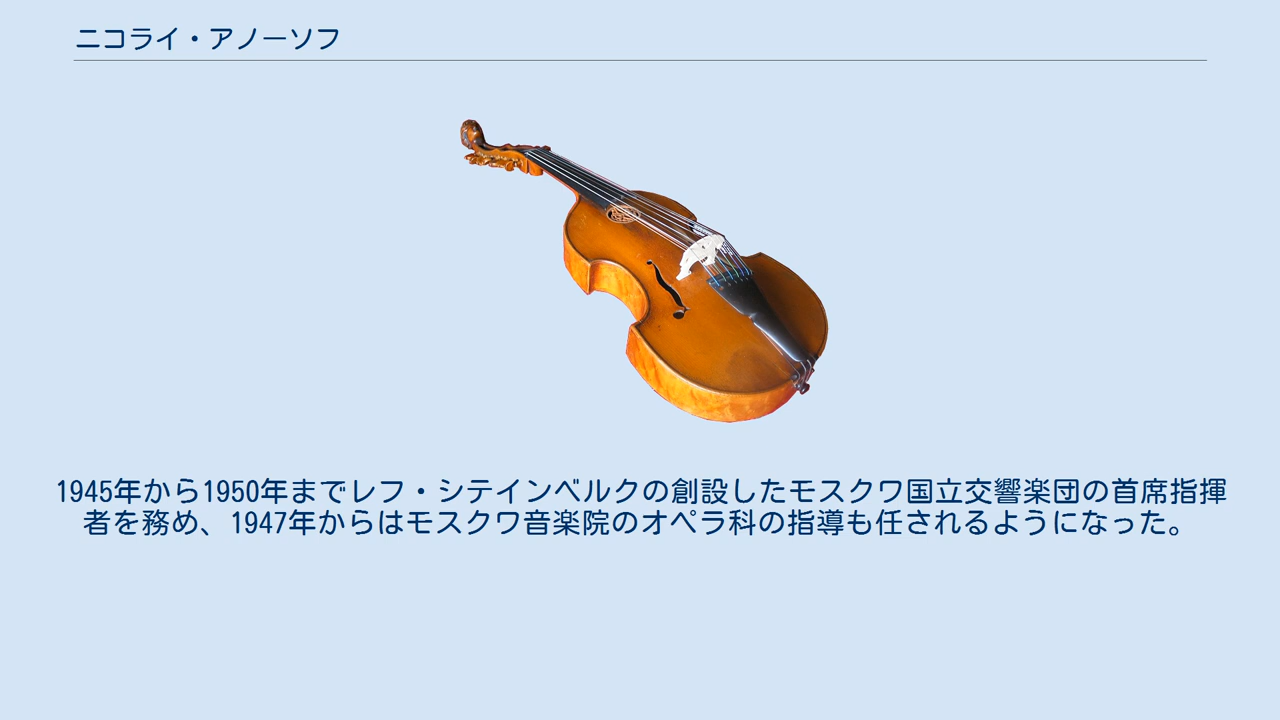 ニコライ・アノーソフ
1945年から1950年までレフ・シテインベルクの創設したモスクワ国立交響楽団の首席指揮
者を務め、1947年からはモスクワ音楽院のオペラ科の指導も任されるようになった。